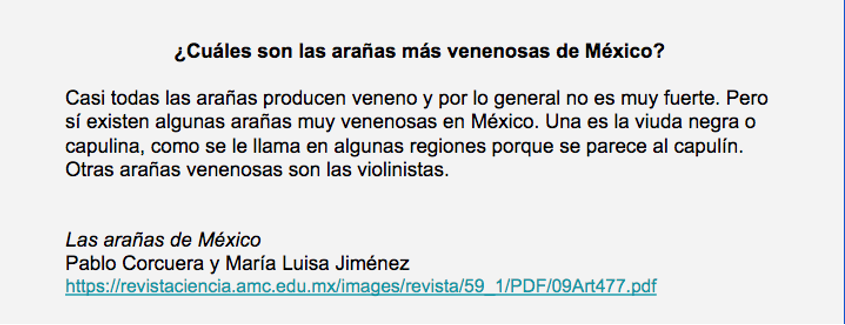 ¿Cuáles son las arañas más venenosas de México?
Casi todas las arañas producen veneno y por lo general no es muy fuerte. Pero
sí existen algunas arañas muy venenosas en México. Una es la viuda negra o
capulina, como se le llama en algunas regiones porque se parece al capulín.
Otras arañas venenosas son las violinistas.
Las arañas de México
Pablo Corcuera y María Luisa Jiménez
https://revistaciencia.amc.edu.mx/images/revista/59_1/PDF/09Art477.pdf